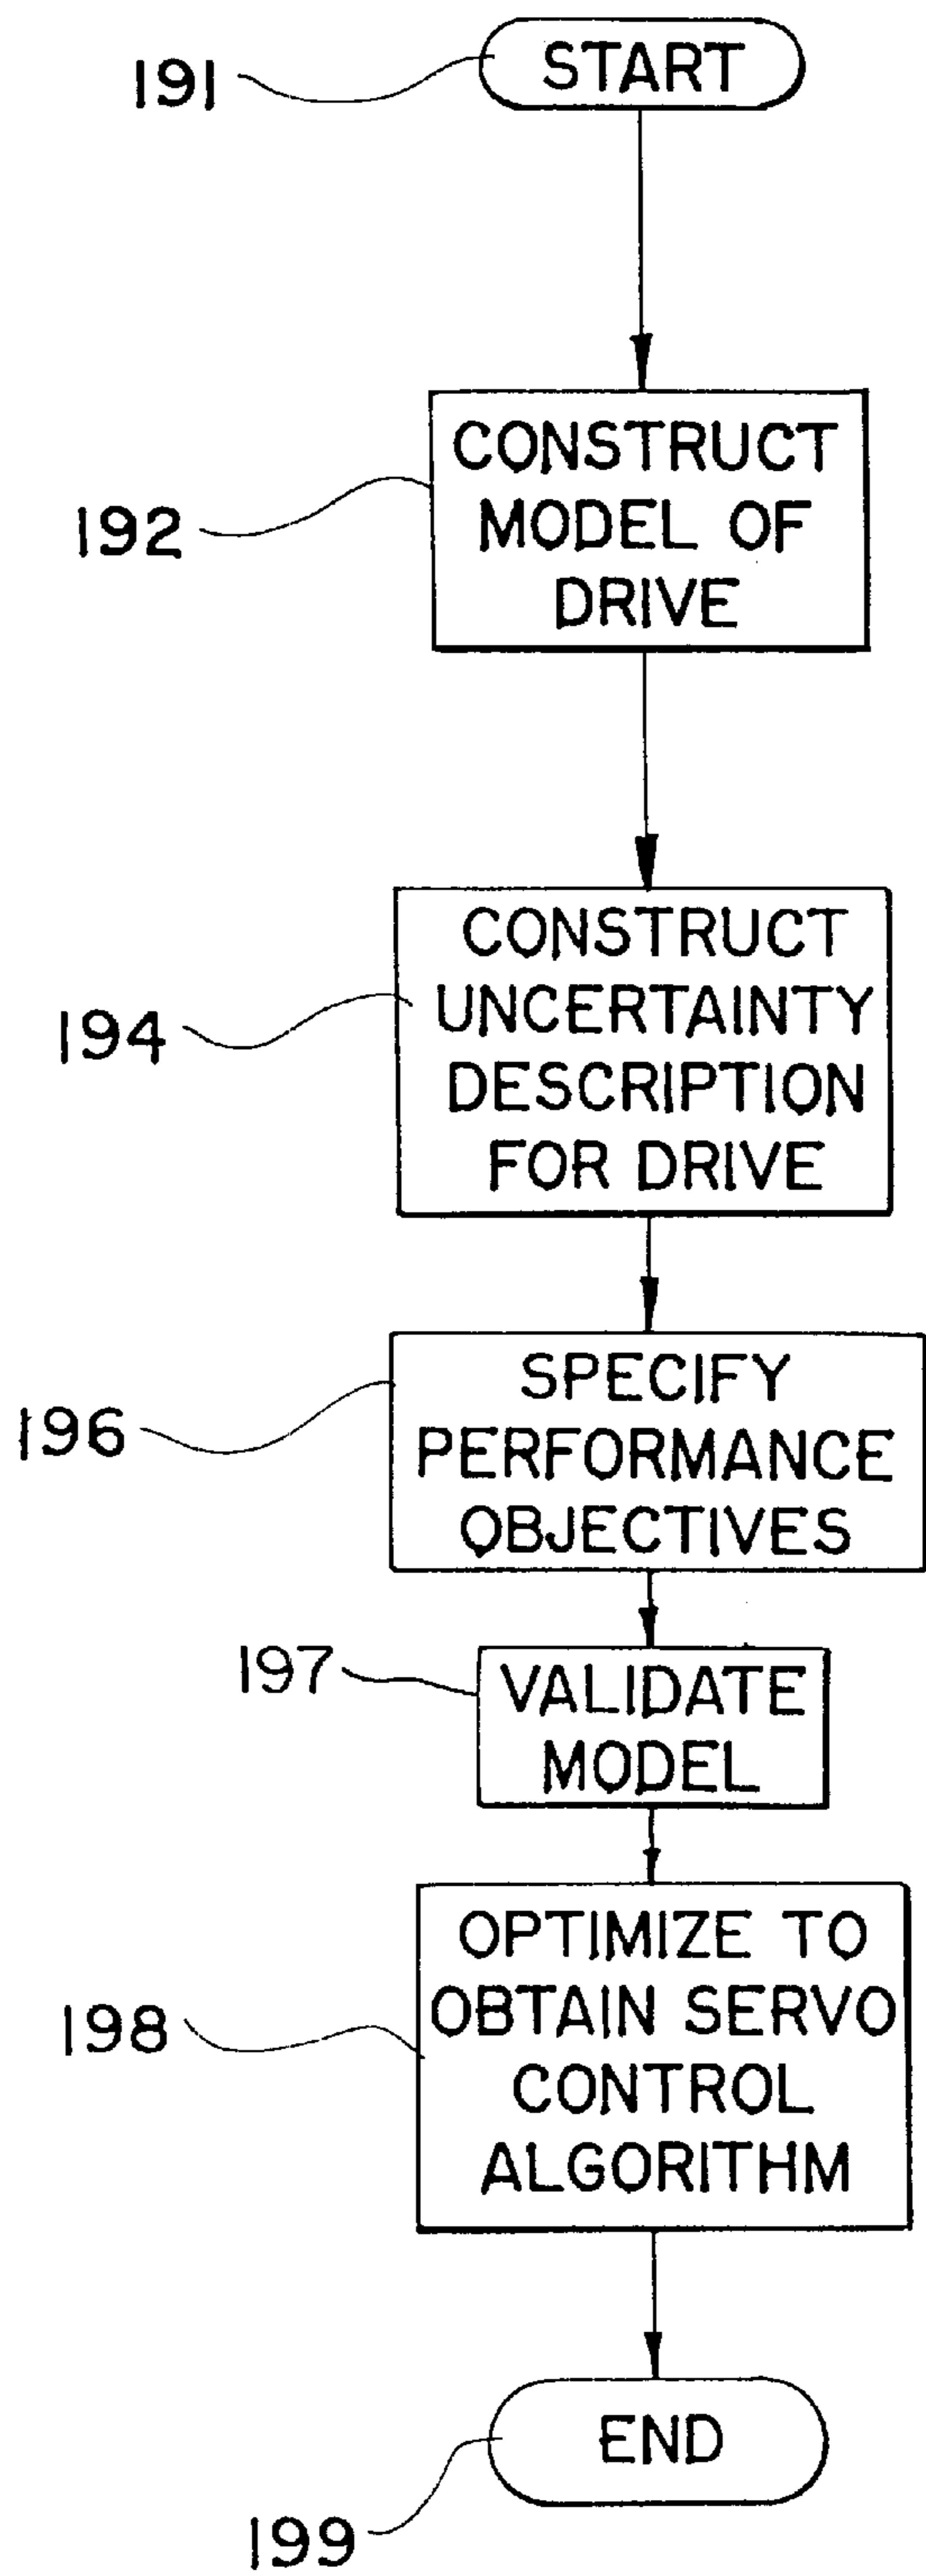 191
START
192
CONSTRUCT
MODEL OF
DRIVE
194
CONSTRUCT
UNCERTAINTY
DESCRIPTION
FOR DRIVE
196
SPECIFY
PERFORMANCE
OBJECTIVES
197
VALIDATE
MODEL
198
OPTIMIZE TO
OBTAIN SERVO
CONTROL
ALGORITHM
199
END